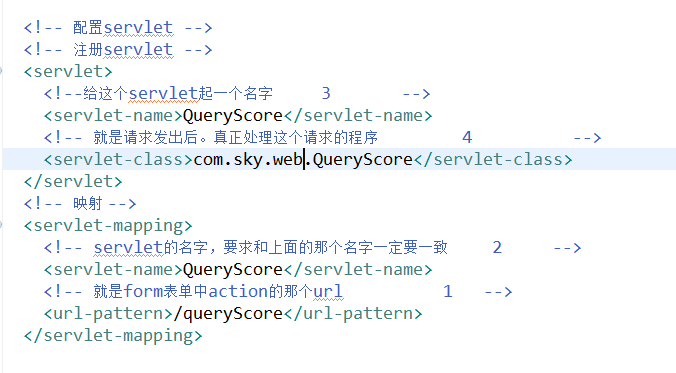 <!-- 配置servlet -->
<!-- 注册servlet -->
<servlet>
<!--给这个servlet起一个名字 3 -->
<servlet-name>QueryScore</servlet-name>
<!-- 就是请求发出后。真正处理这个请求的程序 4 -->
<servlet-class>com.sky.web.QueryScore</servlet-class>
</servlet>
<!-- 映射 -->
<servlet-mapping>
<!-- servlet的名字，要求和上面的那个名字一定要一致 2 -->
<servlet-name>QueryScore</servlet-name>
<!-- 就是form表单中action的那个url 1 -->
<url-pattern>/queryScore</url-pattern>
</servlet-mapping>